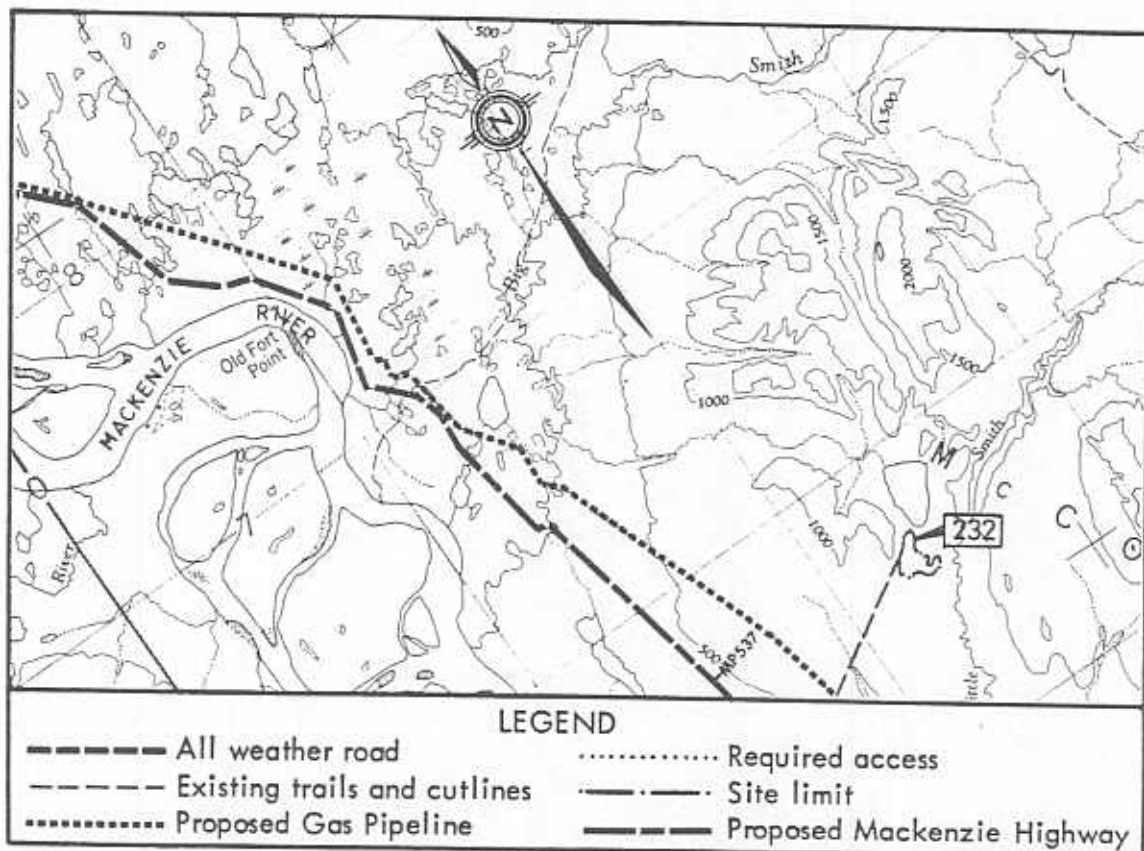 500
Smith
N
1500
Big
1500
2000
8
RIVER
MACKENZIE
Old Fort
Point
1500
1000
M
Smith
232
C
C
1000
River
500
MP537
LEGEND
All weather road
Required access
Existing trails and cutlines
Site limit
Proposed Gas Pipeline
Proposed Mackenzie Highway